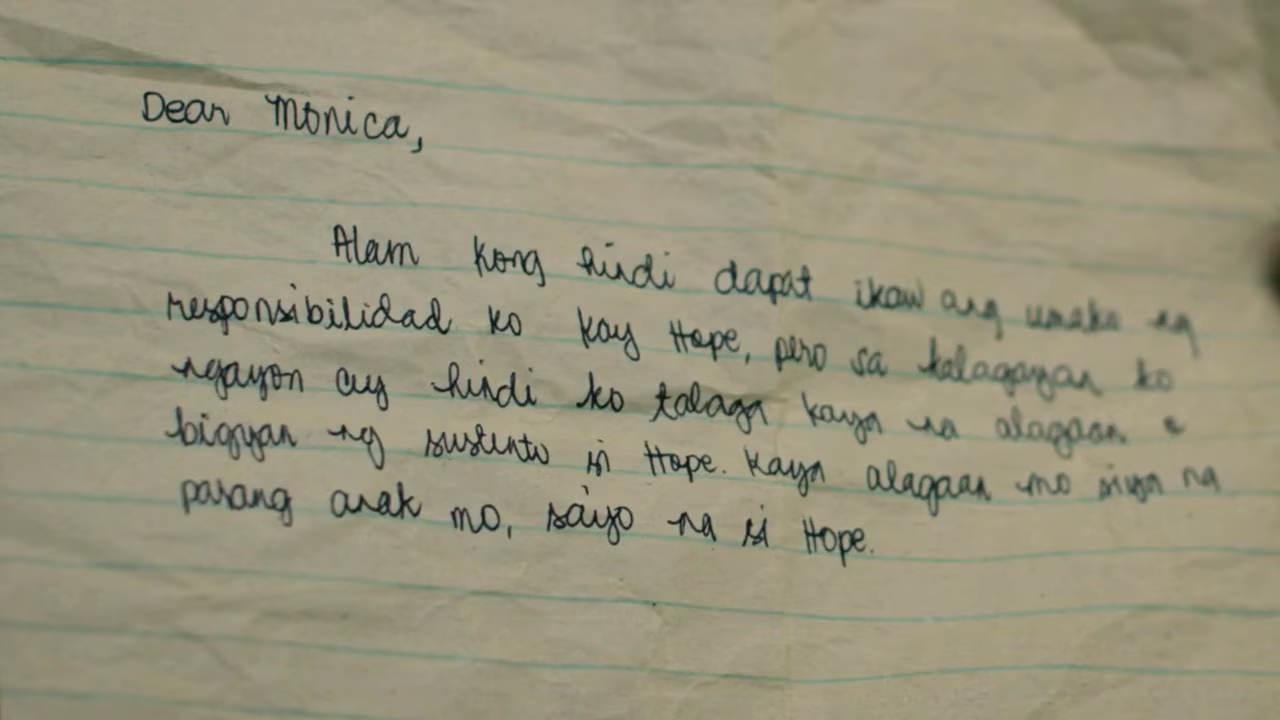 Dear Monica,
Alam kong hindi dapat ikaw ang umako ng
responsibilidad ko kay Hope, pero sa kalagayan ko
ngayon ay hindi ko talaga kaya na alagaan o
bigyan ng sustento si Hope. Kaya alagaan mo siya na
parang anak mo, sa'yo na si Hope.